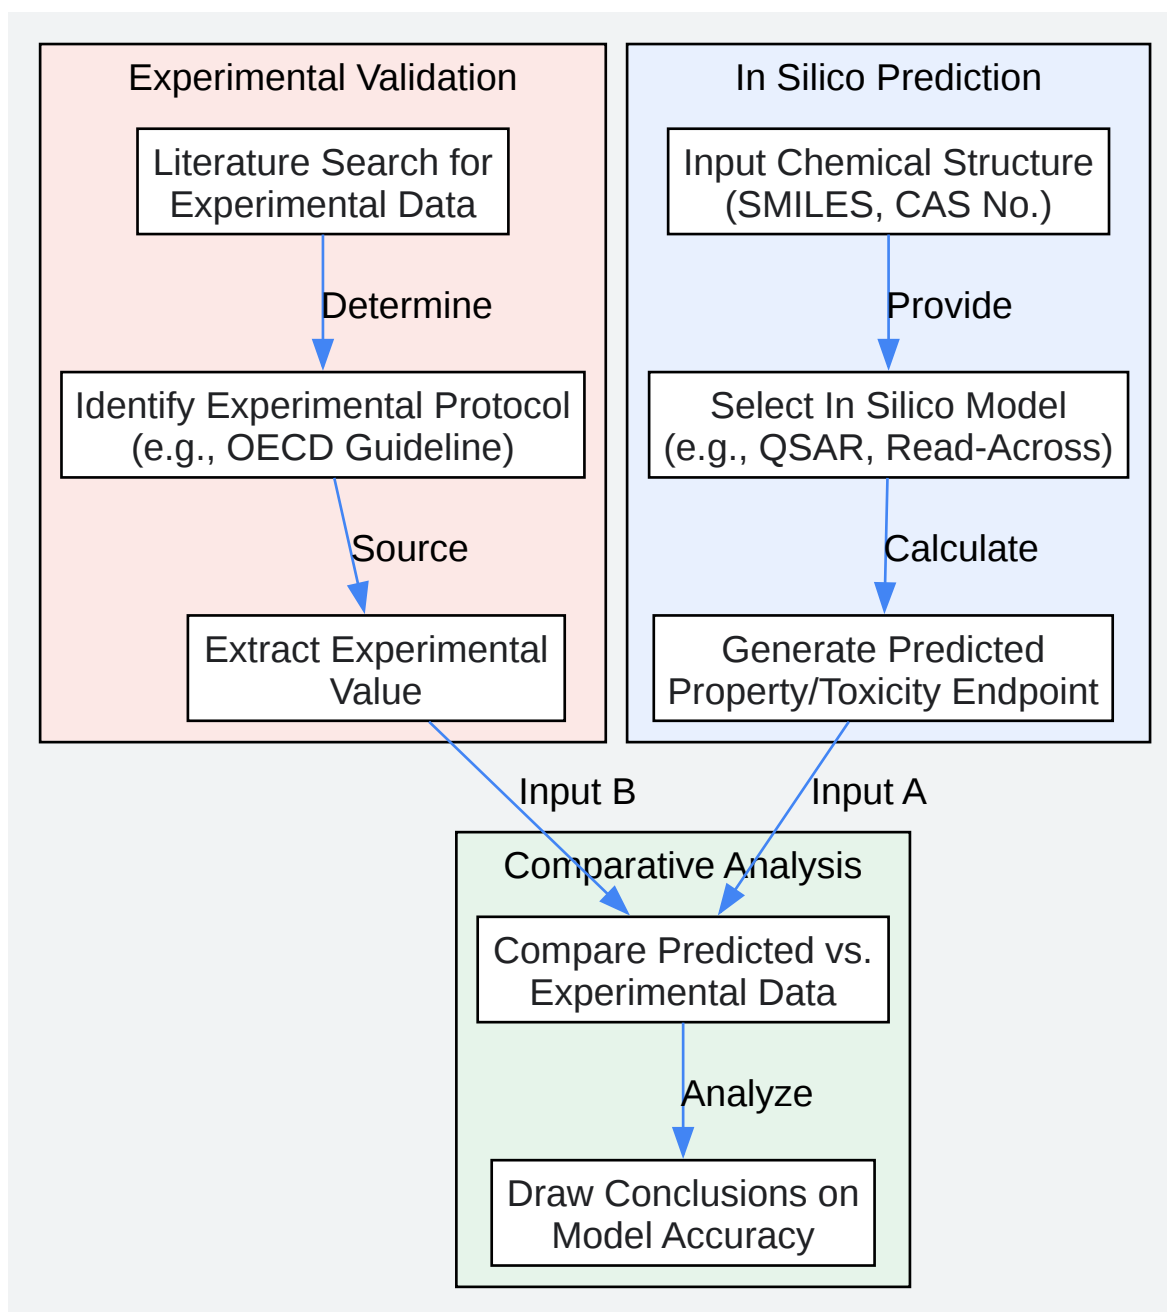 Experimental Validation
Literature Search for
Experimental Data
Determine
Identify Experimental Protocol
(e.g., OECD Guideline)
Source
Extract Experimental
Value
In Silico Prediction
Input Chemical Structure
(SMILES, CAS No.)
Provide
Select In Silico Model
(e.g., QSAR, Read-Across)
Calculate
Generate Predicted
Property/Toxicity Endpoint
Input B
Input A
Comparative Analysis
Compare Predicted vs.
Experimental Data
Analyze
Draw Conclusions on
Model Accuracy